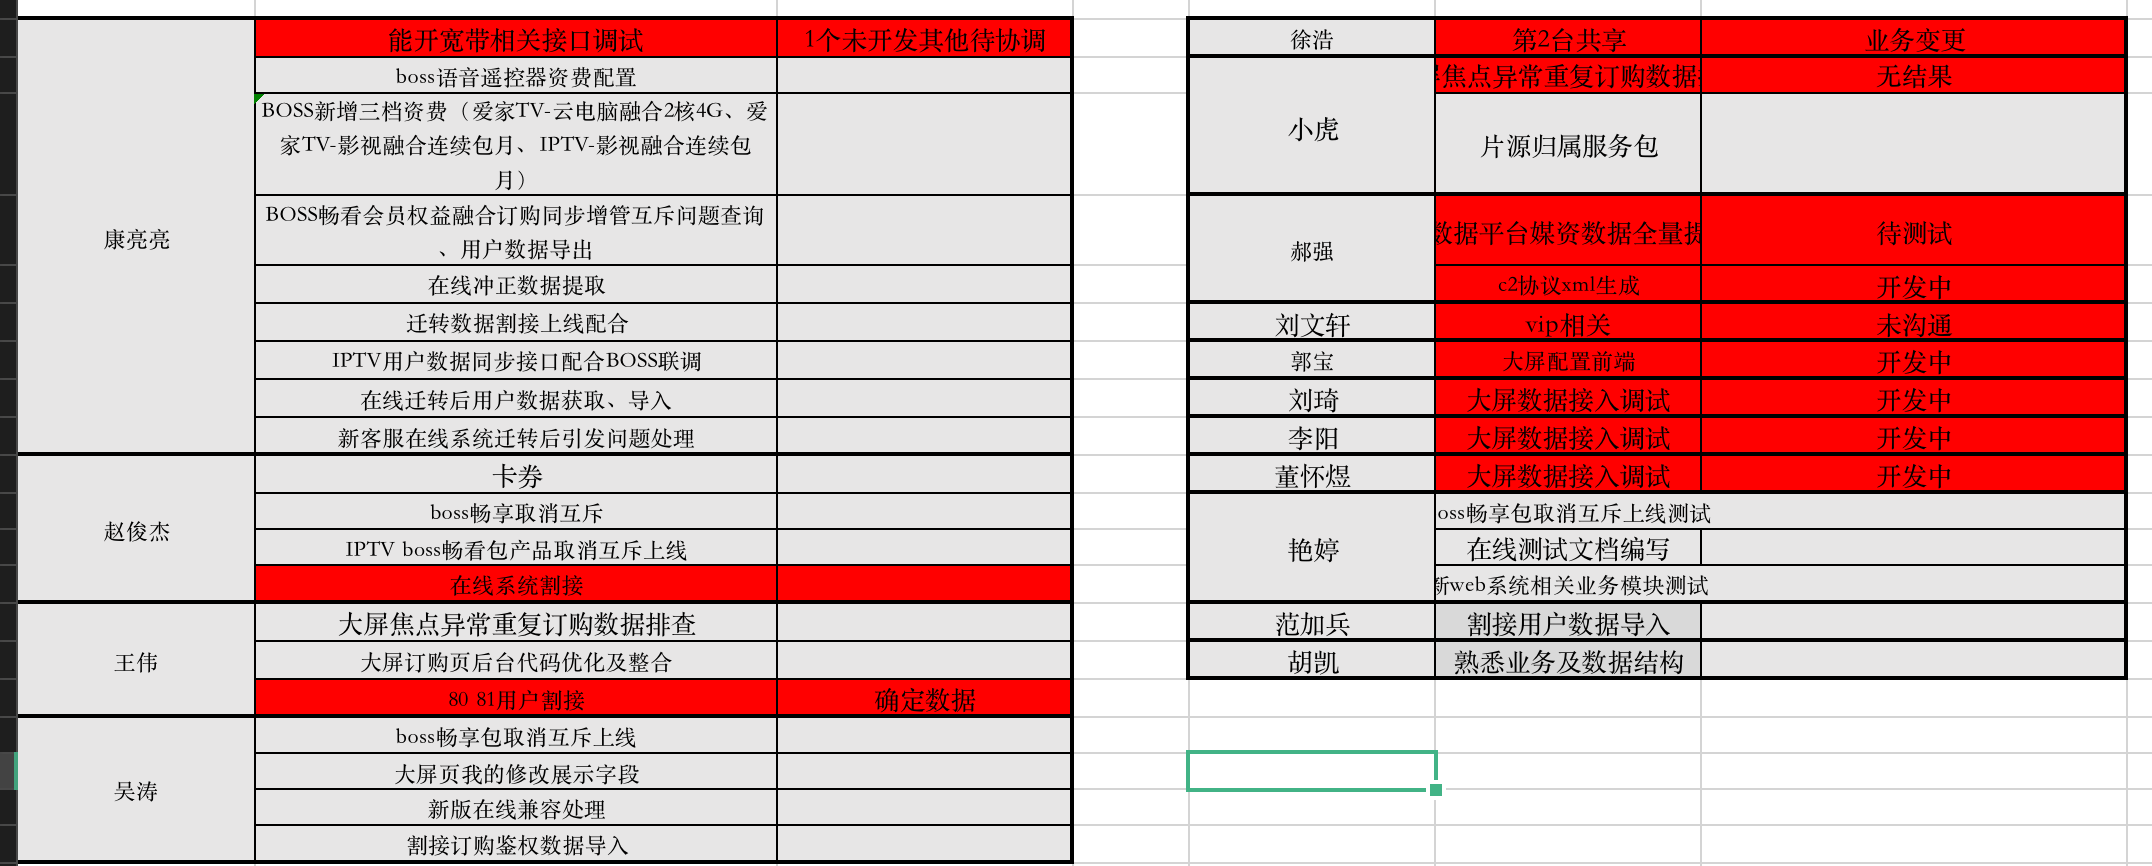 康亮亮
能开宽带相关接口调试
1个未开发其他待协调
boss语音遥控器资费配置
BOSS新增三档资费（爱家TV-云电脑融合2核4G、爱
家TV-影视融合连续包月、IPTV-影视融合连续包
月）
BOSS畅看会员权益融合订购同步增管互斥问题查询
、用户数据导出
在线冲正数据提取
迁转数据割接上线配合
IPTV用户数据同步接口配合BOSS联调
在线迁转后用户数据获取、导入
新客服在线系统迁转后引发问题处理
赵俊杰
卡券
boss畅享取消互斥
IPTV boss畅看包产品取消互斥上线
在线系统割接
王伟
大屏焦点异常重复订购数据排查
大屏订购页后台代码优化及整合
80 81用户割接
确定数据
吴涛
boss畅享包取消互斥上线
大屏页我的修改展示字段
新版在线兼容处理
割接订购鉴权数据导入
徐浩
第2台共享
业务变更
小虎
焦点异常重复订购数据
无结果
片源归属服务包
郝强
数据平台媒资数据全量提
待测试
c2协议xml生成
开发中
刘文轩
vip相关
未沟通
郭宝
大屏配置前端
开发中
刘琦
大屏数据接入调试
开发中
李阳
大屏数据接入调试
开发中
董怀煜
大屏数据接入调试
开发中
艳婷
oss畅享包取消互斥上线测试
在线测试文档编写
新web系统相关业务模块测试
范加兵
割接用户数据导入
胡凯
熟悉业务及数据结构